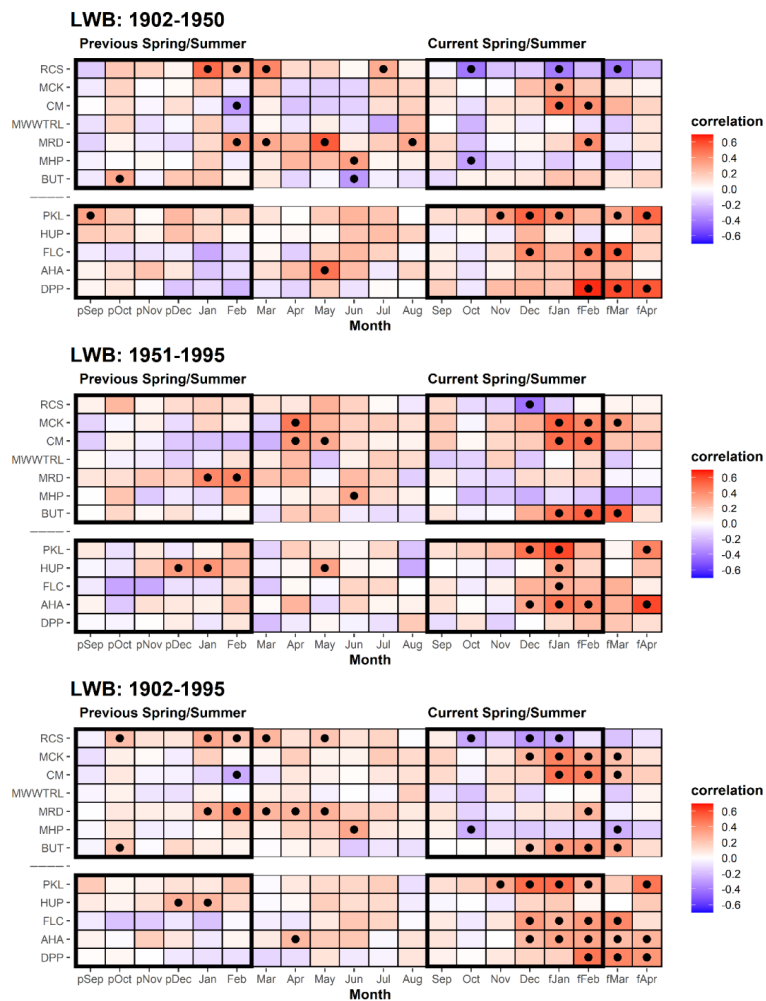 LWB: 1902-1950
Previous Spring/Summer Current Spring/Summer
RCS
MCK
CM
MWWTRL
MRD
MHP
BUT
————
PKL
HUP
FLC
AHA
DPP
pSep pOct pNov pDec Jan Feb Mar Apr May Jun Jul Aug Sep Oct Nov Dec fJan fFeb fMar fApr
Month
correlation
0.6
0.4
0.2
0.0
-0.2
-0.4
-0.6
LWB: 1951-1995
Previous Spring/Summer Current Spring/Summer
RCS
MCK
CM
MWWTRL
MRD
MHP
BUT
————
PKL
HUP
FLC
AHA
DPP
pSep pOct pNov pDec Jan Feb Mar Apr May Jun Jul Aug Sep Oct Nov Dec fJan fFeb fMar fApr
Month
correlation
0.6
0.4
0.2
0.0
-0.2
-0.4
-0.6
LWB: 1902-1995
Previous Spring/Summer Current Spring/Summer
RCS
MCK
CM
MWWTRL
MRD
MHP
BUT
————
PKL
HUP
FLC
AHA
DPP
pSep pOct pNov pDec Jan Feb Mar Apr May Jun Jul Aug Sep Oct Nov Dec fJan fFeb fMar fApr
Month
correlation
0.6
0.4
0.2
0.0
-0.2
-0.4
-0.6